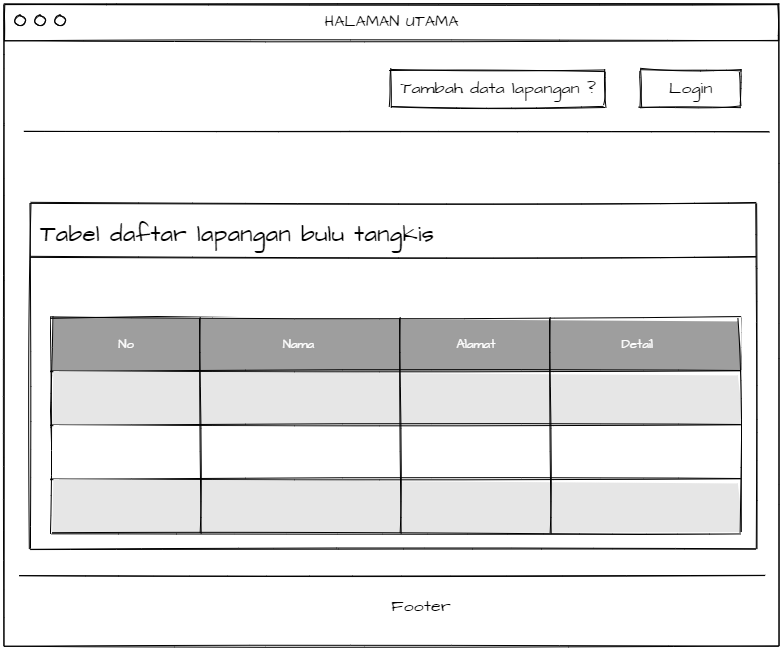 HALAMAN UTAMA
Tambah data lapangan ?
Login
Tabel daftar lapangan bulu tangkis
No Nama Alamat Detail
Footer